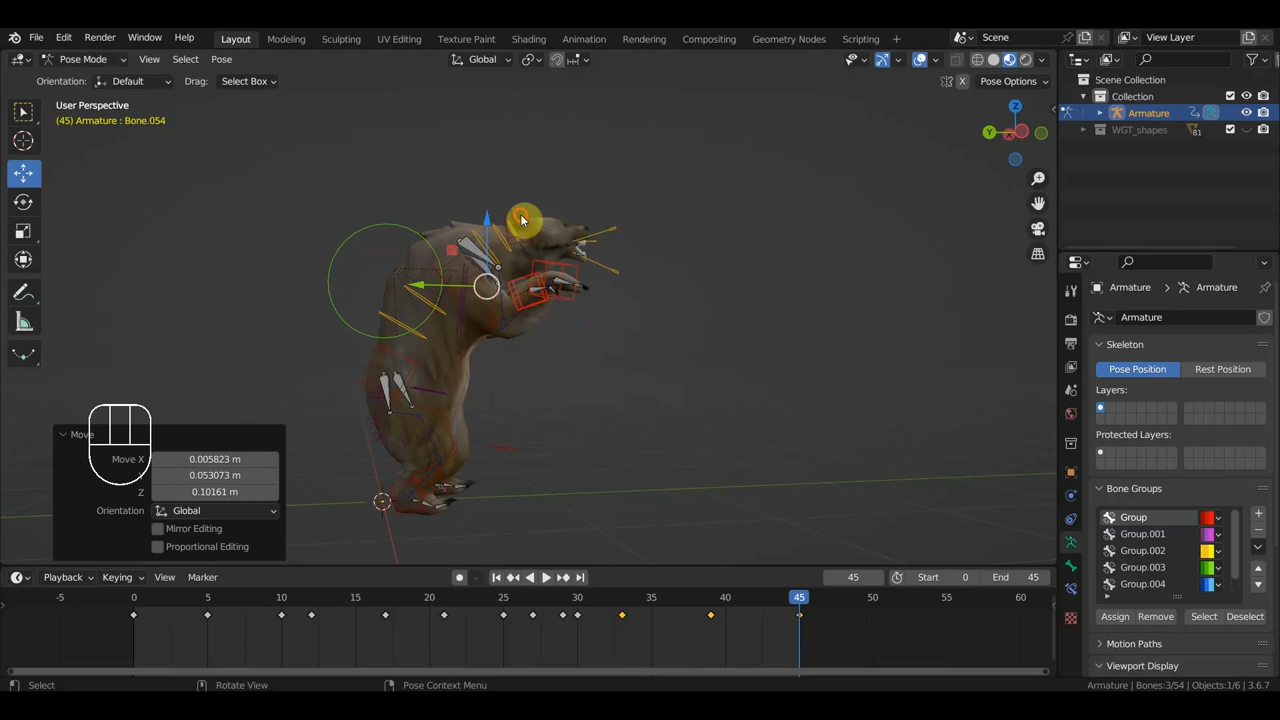 File Edit Render Window Help
Layout Modeling Sculpting UV Editing Texture Paint Shading Animation Rendering Compositing Geometry Nodes Scripting +
Scene
View Layer
Pose Mode View Select Pose
Global
Orientation: Default Drag: Select Box
X Pose Options
User Perspective
(45) Armature : Bone.054
Z
Y
Scene Collection
Collection
Armature
WGT_shapes 81
Armature > Armature
Armature
Skeleton
Pose Position Rest Position
Layers:
Protected Layers:
Bone Groups
Group
Group.001
Group.002
Group.003
Group.004
Assign Remove Select Deselect
Motion Paths
Viewport Display
Move
Move X 0.005823 m
0.053073 m
Z 0.10161 m
Orientation Global
Mirror Editing
Proportional Editing
Playback Keying View Marker
45 Start 0 End 45
-5 0 5 10 12 15 20 25 30 35 40 45 50 55 60
Select Rotate View Pose Context Menu
Armature | Bones:3/54 | Objects:1/6 | 3.6.7